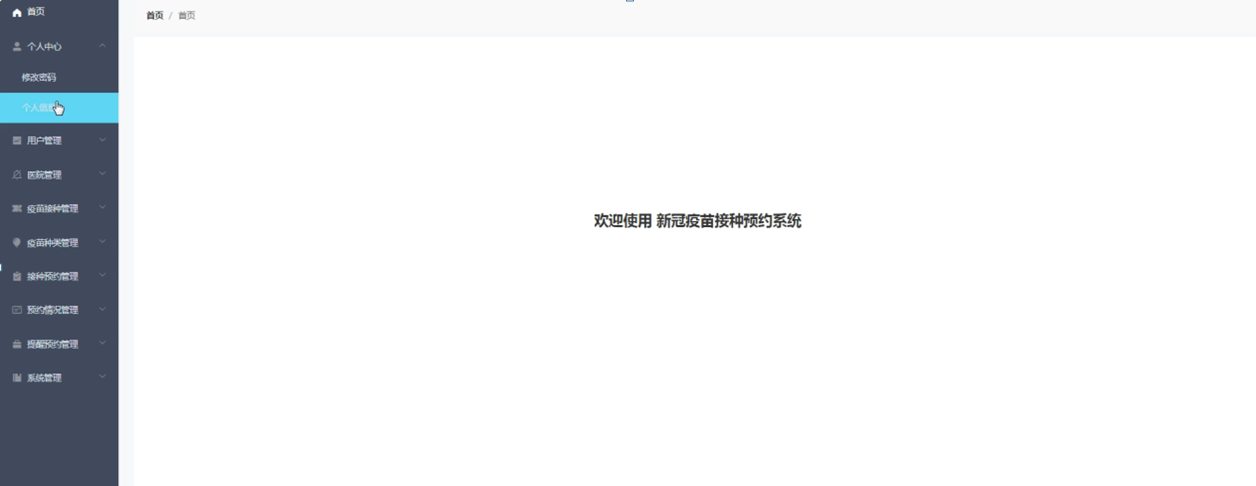 首页
首页 / 首页
个人中心
修改密码
个人信
用户管理
医院管理
疫苗接种管理
疫苗种类管理
接种预约管理
预约情况管理
提醒预约管理
系统管理
欢迎使用 新冠疫苗接种预约系统